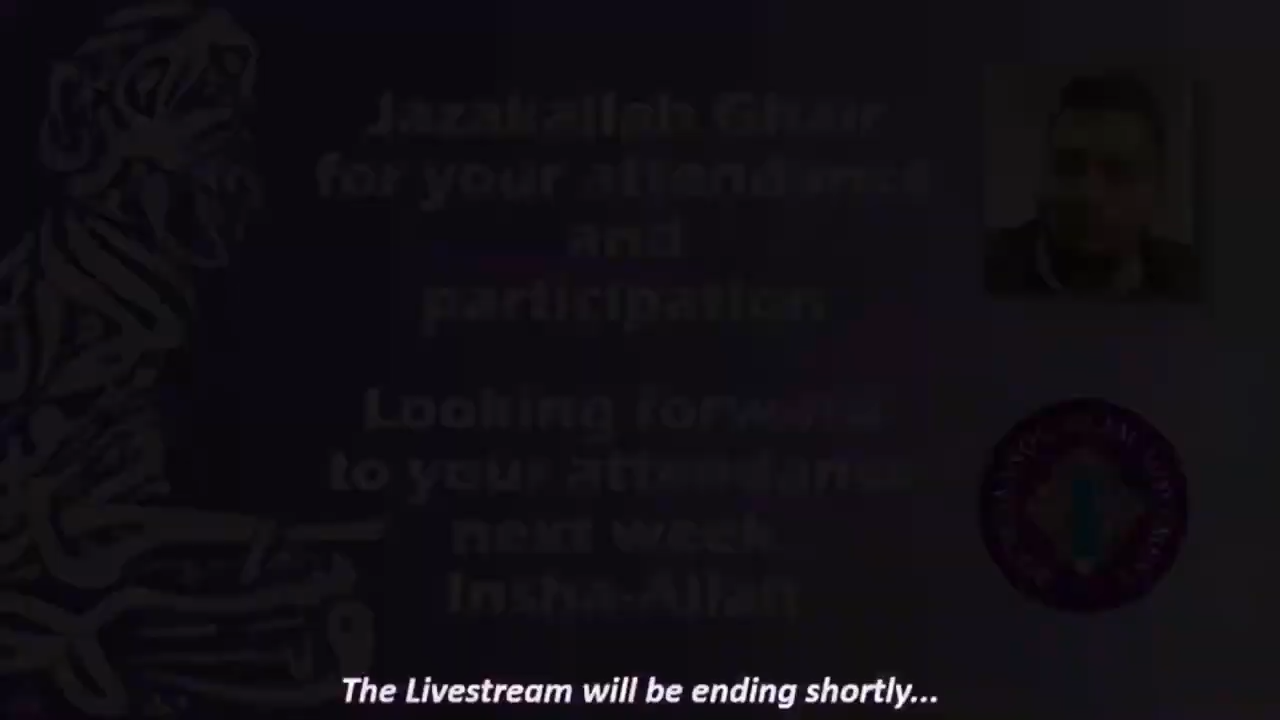 Jazakallah Ghair
for your attendance
and
participation
Looking forward
to your attendance
next week
Insha-Allah
The Livestream will be ending shortly...